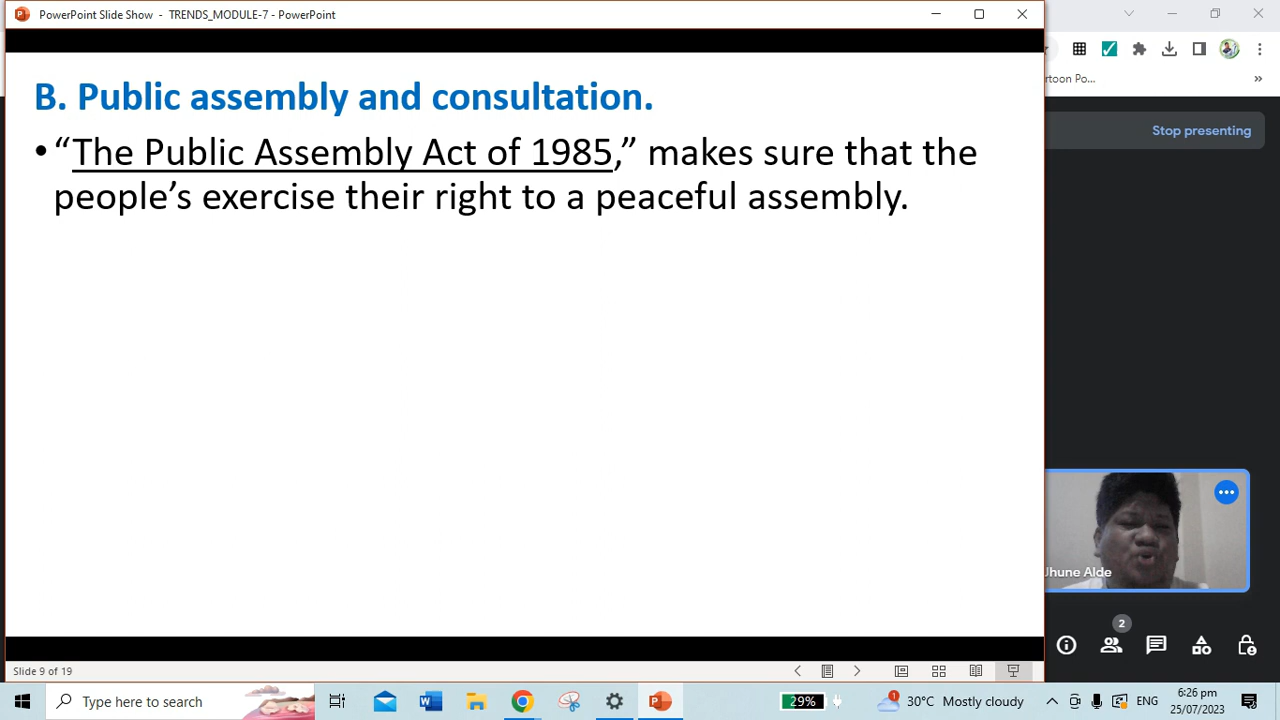 PowerPoint Slide Show - TRENDS_MODULE-7 - PowerPoint
B. Public assembly and consultation.
• “The Public Assembly Act of 1985,” makes sure that the
people’s exercise their right to a peaceful assembly.
rtoon Po...
»
Stop presenting
Jhune Alde
2
Slide 9 of 19
Type here to search
29%
1
30°C Mostly cloudy
ENG
6:26 pm
25/07/2023